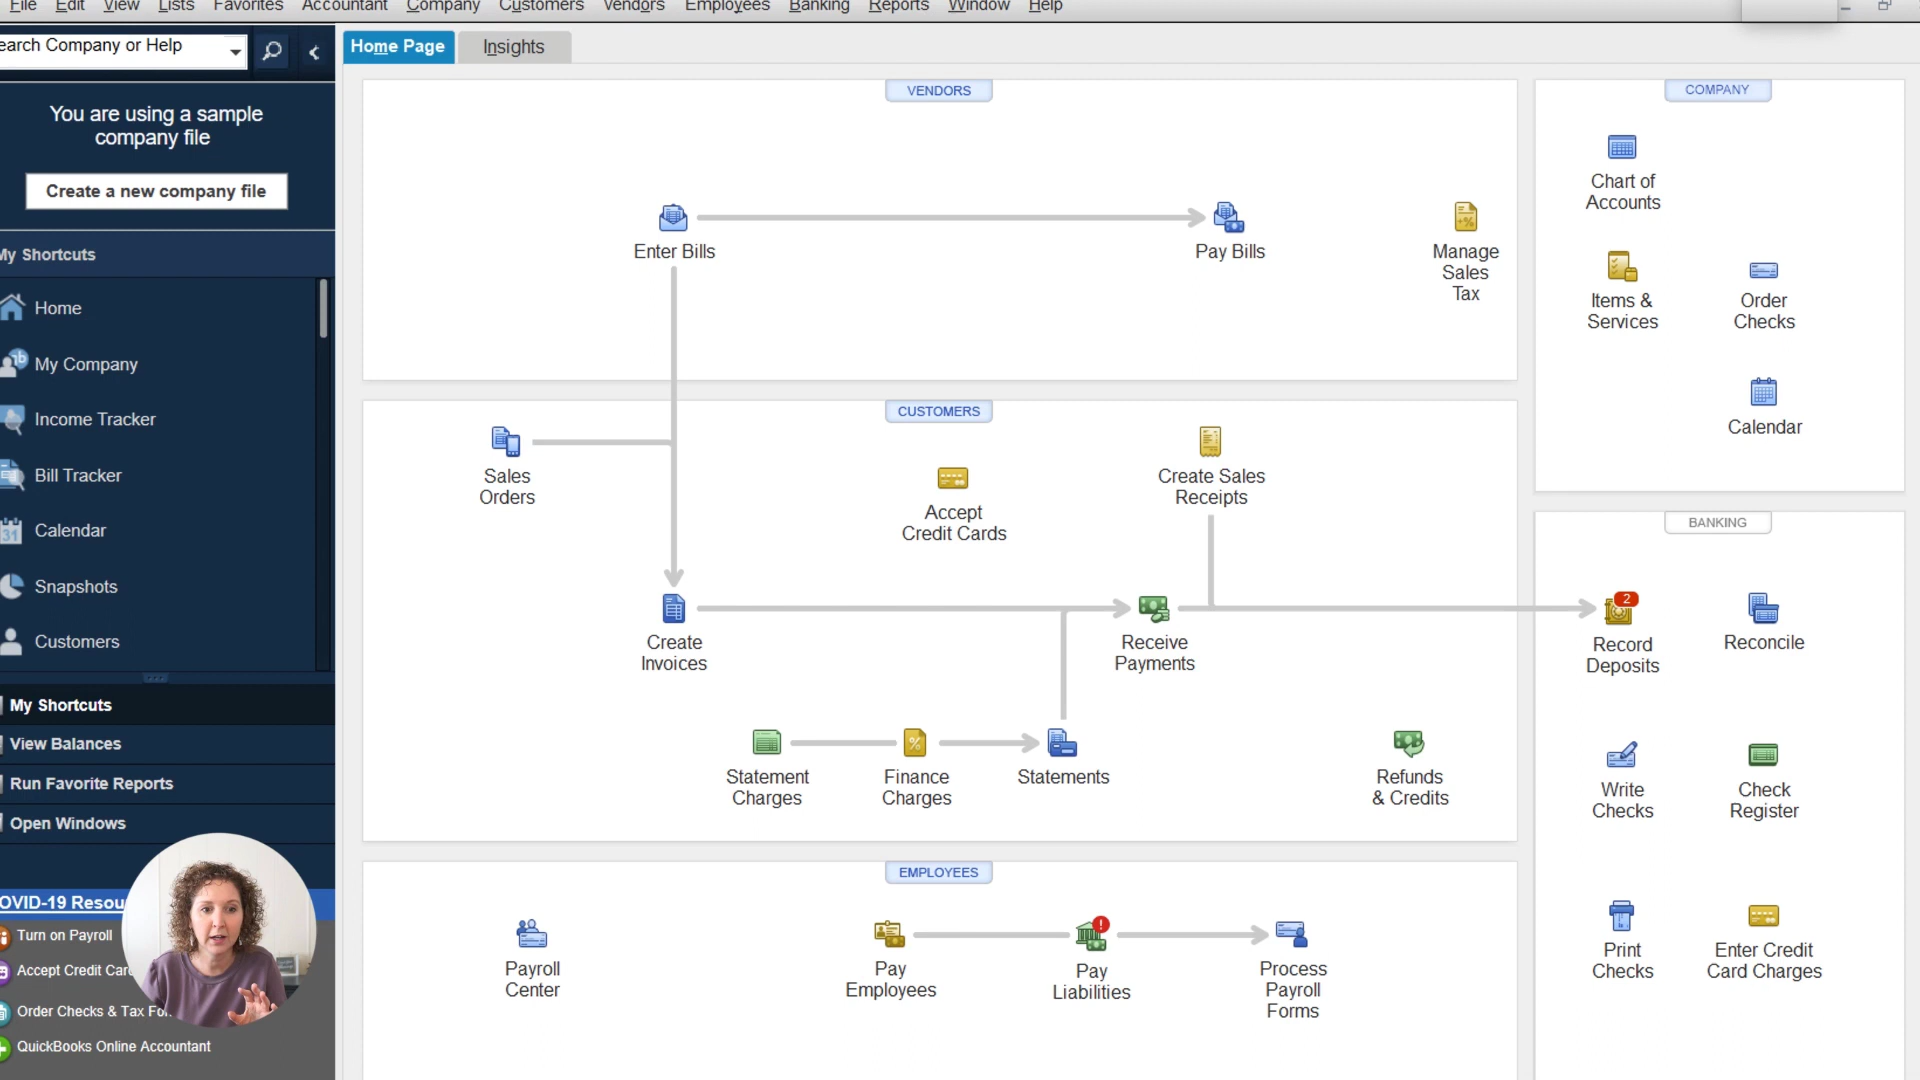 File Edit View Lists Favorites Accountant Company Customers Vendors Employees Banking Reports Window Help
earch Company or Help
Home Page
Insights
You are using a sample
company file
Create a new company file
My Shortcuts
Home
My Company
Income Tracker
Bill Tracker
31
Calendar
Snapshots
Customers
My Shortcuts
View Balances
Run Favorite Reports
Open Windows
OVID-19 Resou
Turn on Payroll
Accept Credit Card
Order Checks & Tax For
QuickBooks Online Accountant
VENDORS
Enter Bills
Pay Bills
Manage
Sales
Tax
CUSTOMERS
Sales
Orders
Accept
Credit Cards
Create Sales
Receipts
Create
Invoices
Receive
Payments
Statement
Charges
Finance
Charges
Statements
Refunds
& Credits
EMPLOYEES
Payroll
Center
Pay
Employees
Pay
Liabilities
Process
Payroll
Forms
COMPANY
Chart of
Accounts
Items &
Services
Order
Checks
Calendar
BANKING
2
Record
Deposits
Reconcile
Write
Checks
Check
Register
Print
Checks
Enter Credit
Card Charges